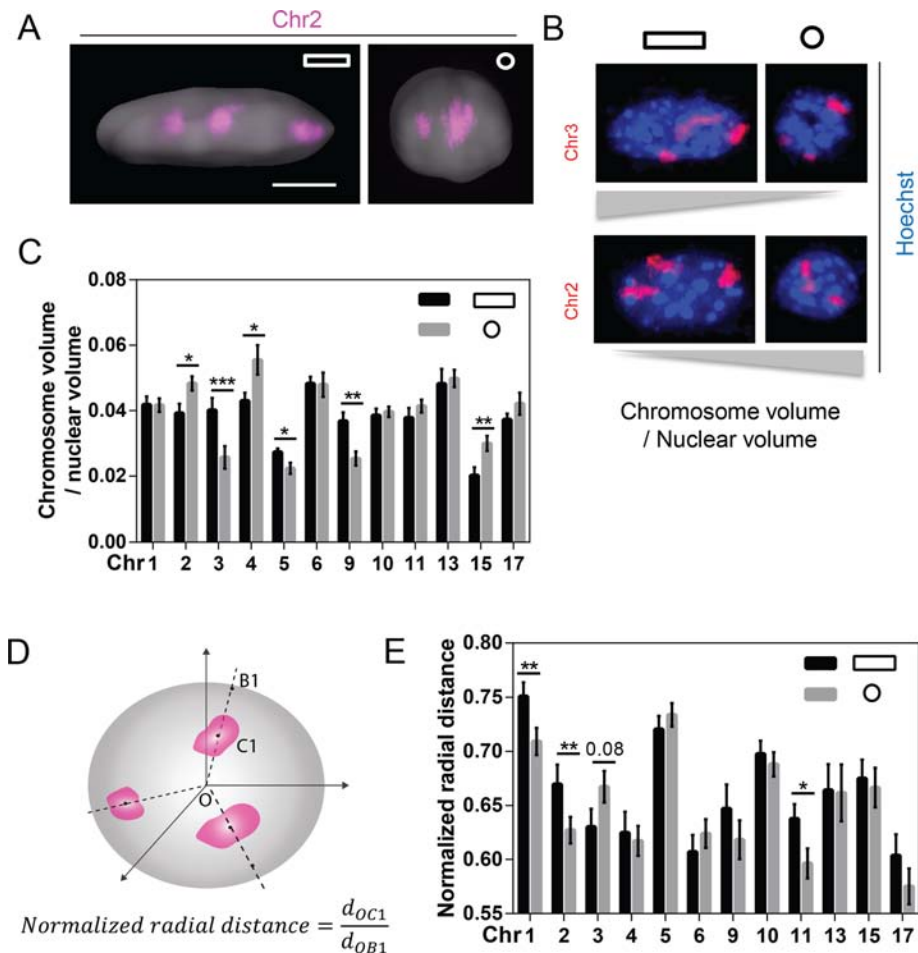 A
Chr2
B
Chr3
Chr2
Hoechst
Chromosome volume
/ Nuclear volume
C
Chromosome volume
/ nuclear volume
0.08
0.06
0.04
0.02
0.00
* *** * * ** **
Chr 1 2 3 4 5 6 9 10 11 13 15 17
D
B1
C1
O
Normalized radial distance = d_OC1 / d_OB1
E
Normalized radial distance
0.80
0.75
0.70
0.65
0.60
0.55
** ** 0.08 *
Chr 1 2 3 4 5 6 9 10 11 13 15 17